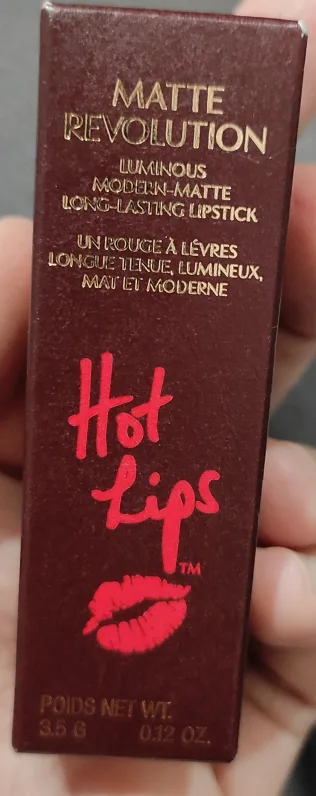 MATTE
REVOLUTION
LUMINOUS
MODERN-MATTE
LONG-LASTING LIPSTICK
UN ROUGE À LÉVRES
LONGUE TENUE, LUMINEUX,
MAT ET MODERNE
Hot
Lips
TM
POIDS NET WT.
3.5 G 0.12 OZ.